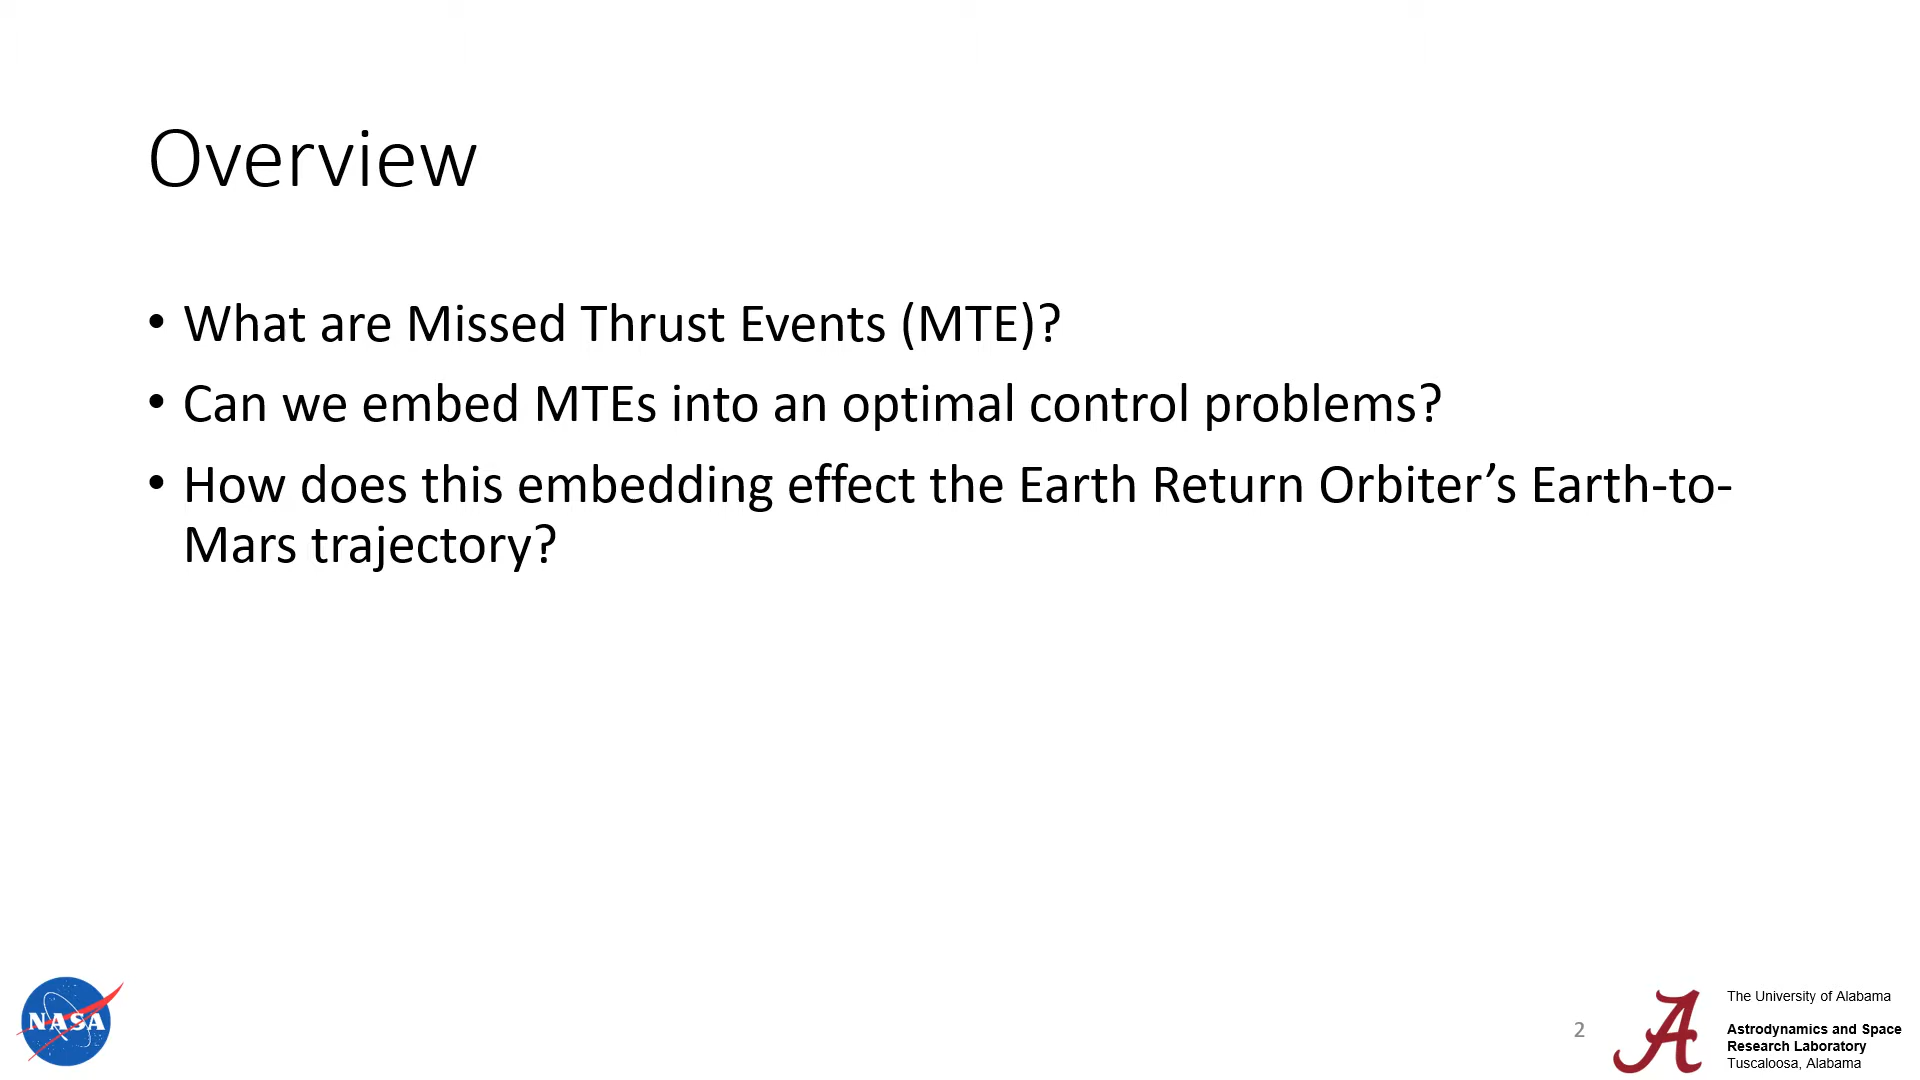 Overview
• What are Missed Thrust Events (MTE)?
• Can we embed MTEs into an optimal control problems?
• How does this embedding effect the Earth Return Orbiter’s Earth-to-
Mars trajectory?
NASA
2
The University of Alabama
Astrodynamics and Space
Research Laboratory
Tuscaloosa, Alabama